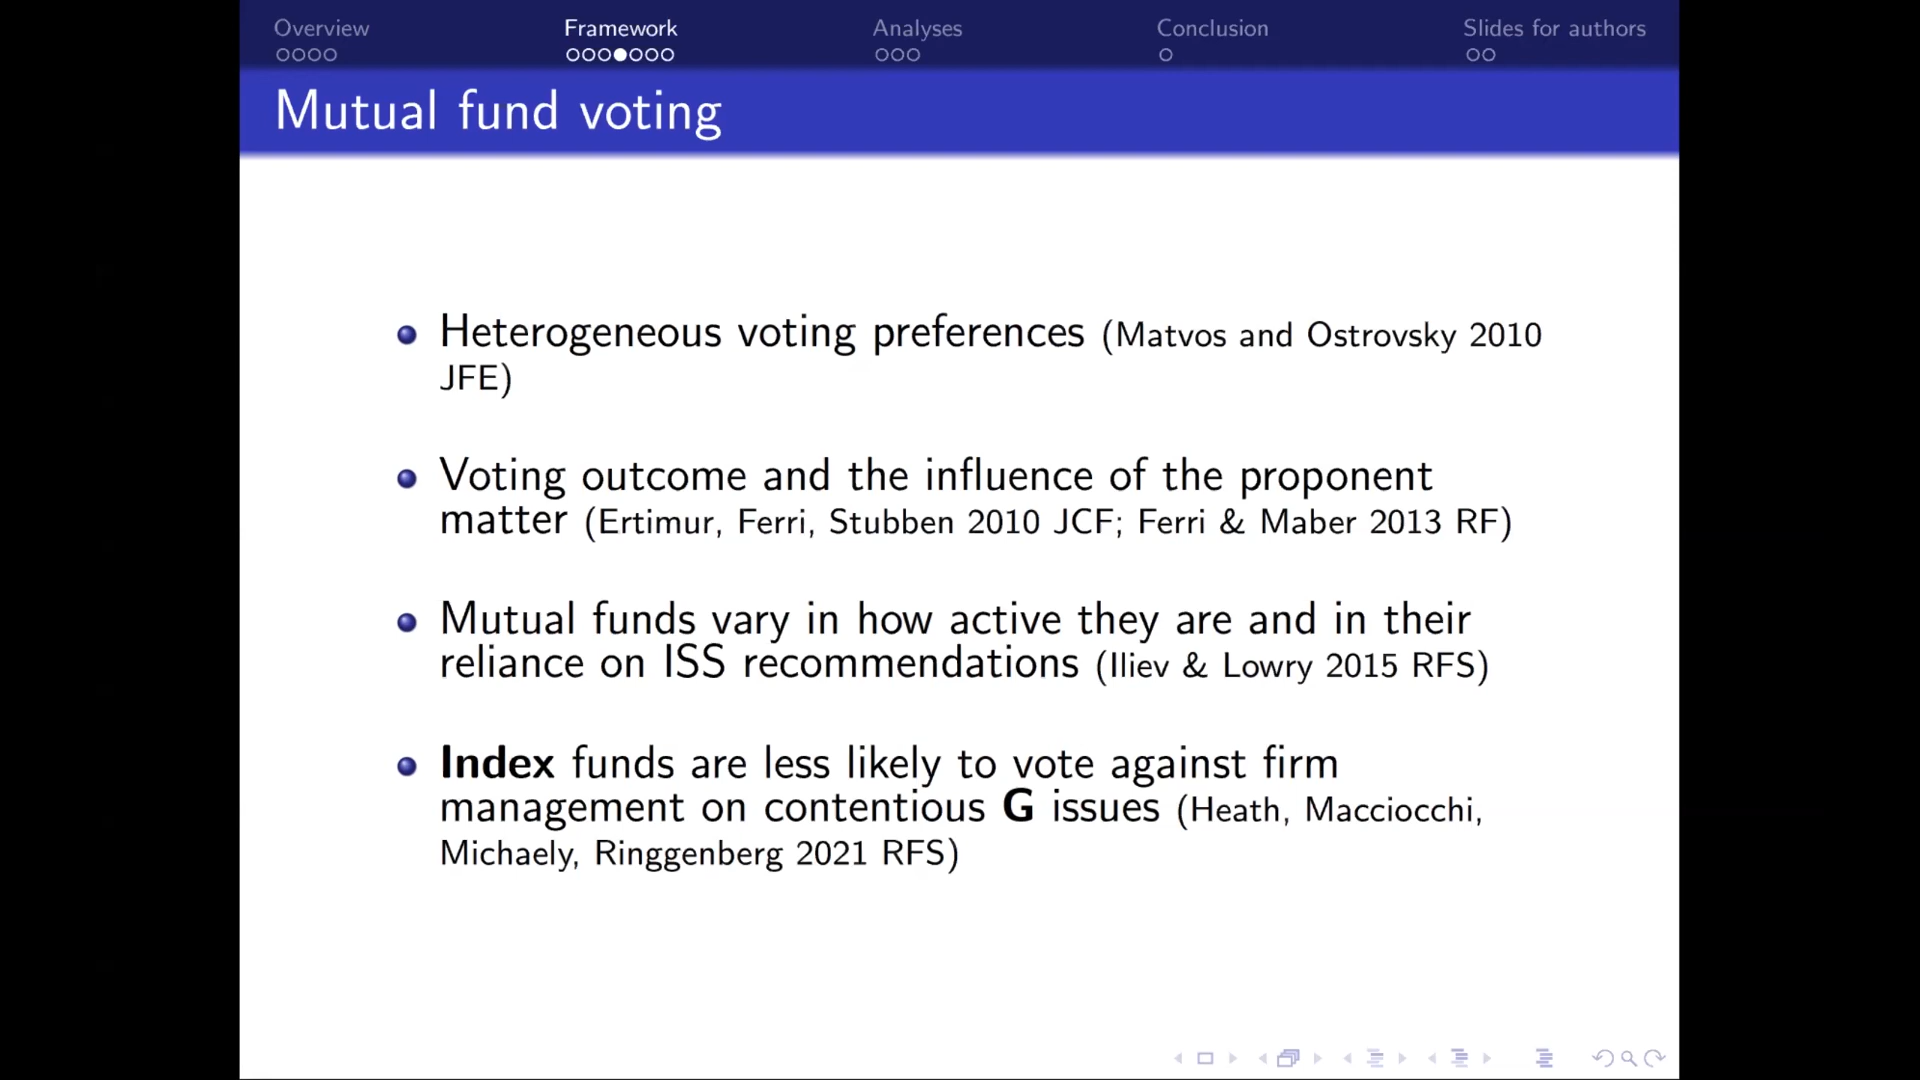 Overview Framework Analyses Conclusion Slides for authors
Mutual fund voting
Heterogeneous voting preferences (Matvos and Ostrovsky 2010
JFE)
Voting outcome and the influence of the proponent
matter (Ertimur, Ferri, Stubben 2010 JCF; Ferri & Maber 2013 RF)
Mutual funds vary in how active they are and in their
reliance on ISS recommendations (Iliev & Lowry 2015 RFS)
Index funds are less likely to vote against firm
management on contentious G issues (Heath, Macciocchi,
Michaely, Ringgenberg 2021 RFS)